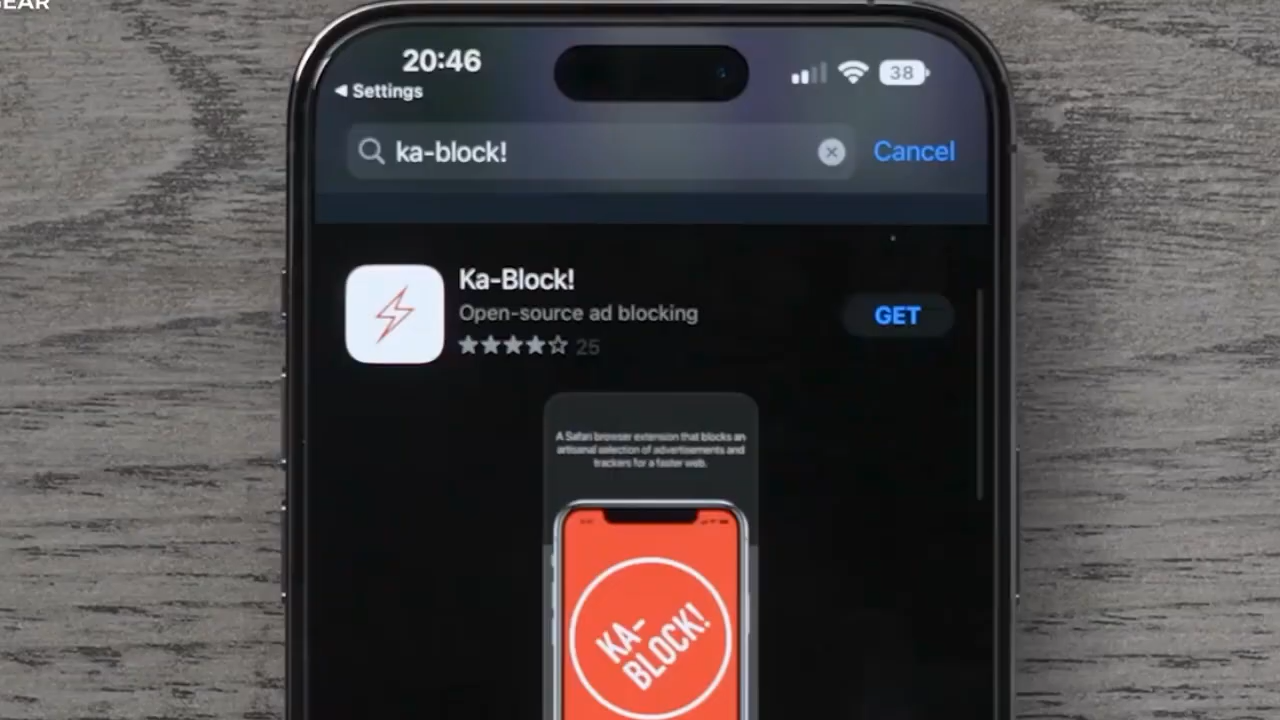 GEAR
20:46
38
Settings
ka-block!
Cancel
Ka-Block!
Open-source ad blocking
GET
25
A Safari browser extension that blocks an
artisanal selection of advertisements and
trackers for a faster web.
KA-
BLOCK!